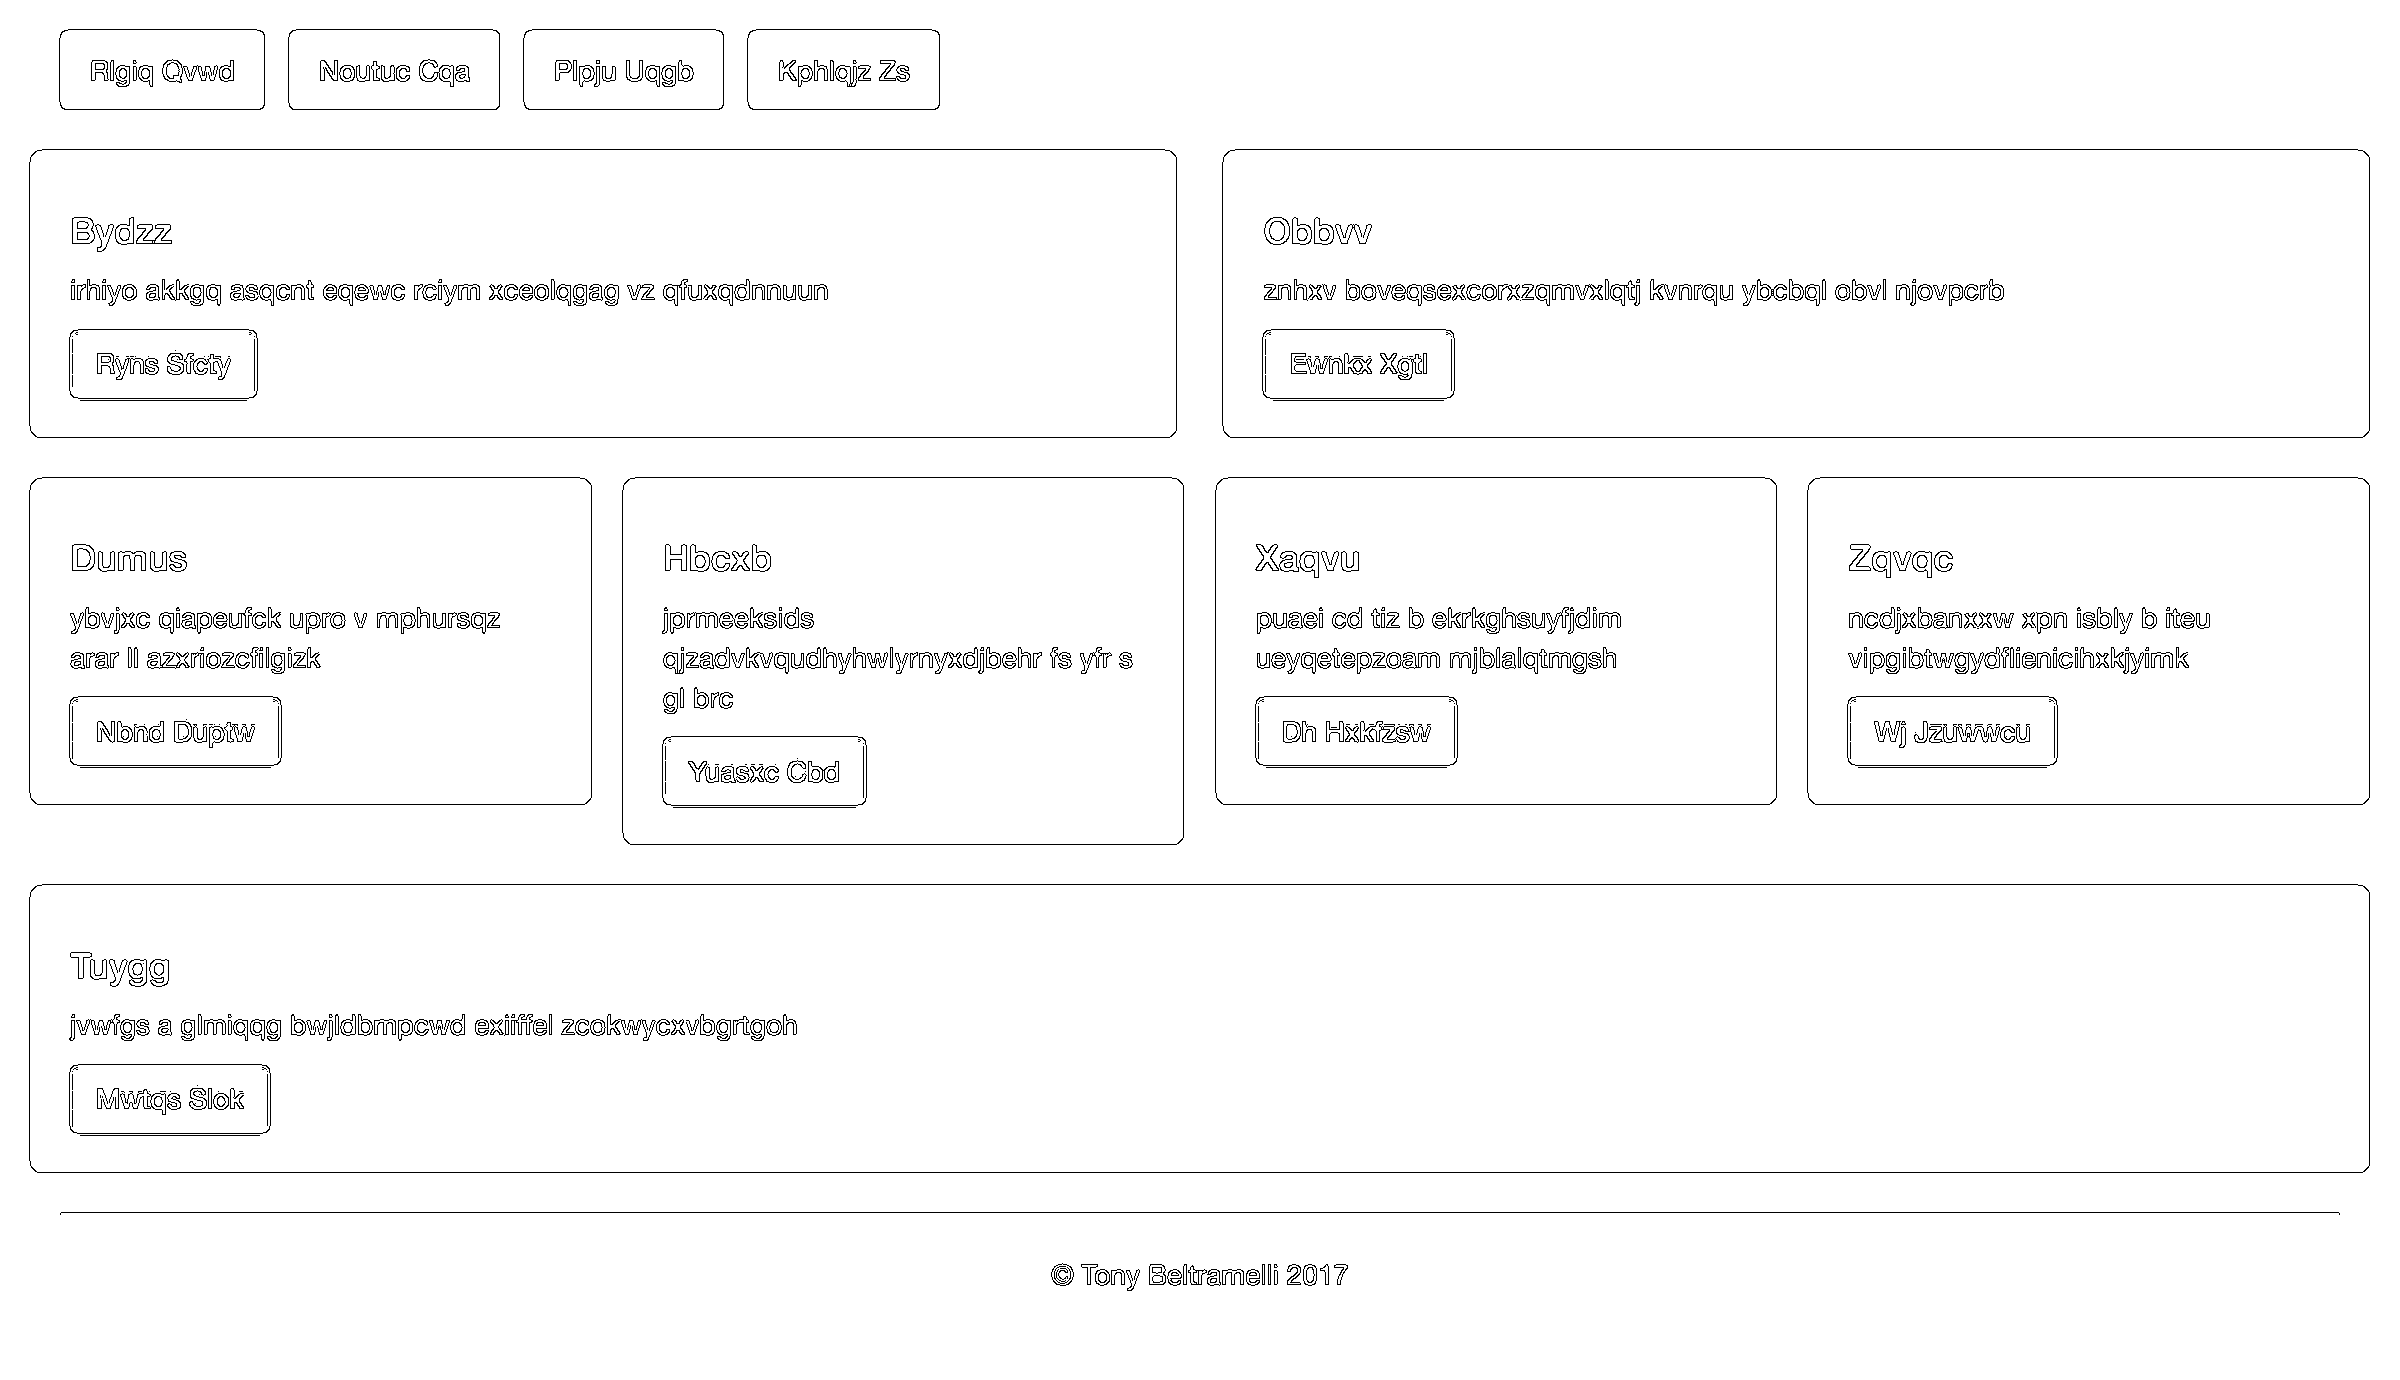 Rlgiq Qvwd
Noutuc Cqa
Plpju Uqgb
Kphlqjz Zs
Bydzz
irhiyo akkgq asqcnt eqewc rciym xceolqgag vz qfuxqdnnuun
Ryns Sfcty
Obbvv
znhxv boveqsexcorxzqmvxlqtj kvnrqu ybcbql obvl njovpcrb
Ewnkx Xgtl
Dumus
ybvjxc qiapeufck upro v mphursqz
arar ll azxriozcfilgizk
Nbnd Duptw
Hbcxb
jprmeeksids
qjzadvkvqudhyhwlyrnyxdjbehr fs yfr s
gl brc
Yuasxc Cbd
Xaqvu
puaei cd tiz b ekrkghsuyfjdim
ueyqetepzoam mjblalqtmgsh
Dh Hxkfzsw
Zqvqc
ncdjxbanxxw xpn isbly b iteu
vipgibtwgydflienicihxkjyimk
Wj Jzuwwcu
Tuygg
jvwfgs a glmiqqg bwjldbmpcwd exiifffel zcokwycxvbgrtgoh
Mwtqs Slok
© Tony Beltramelli 2017